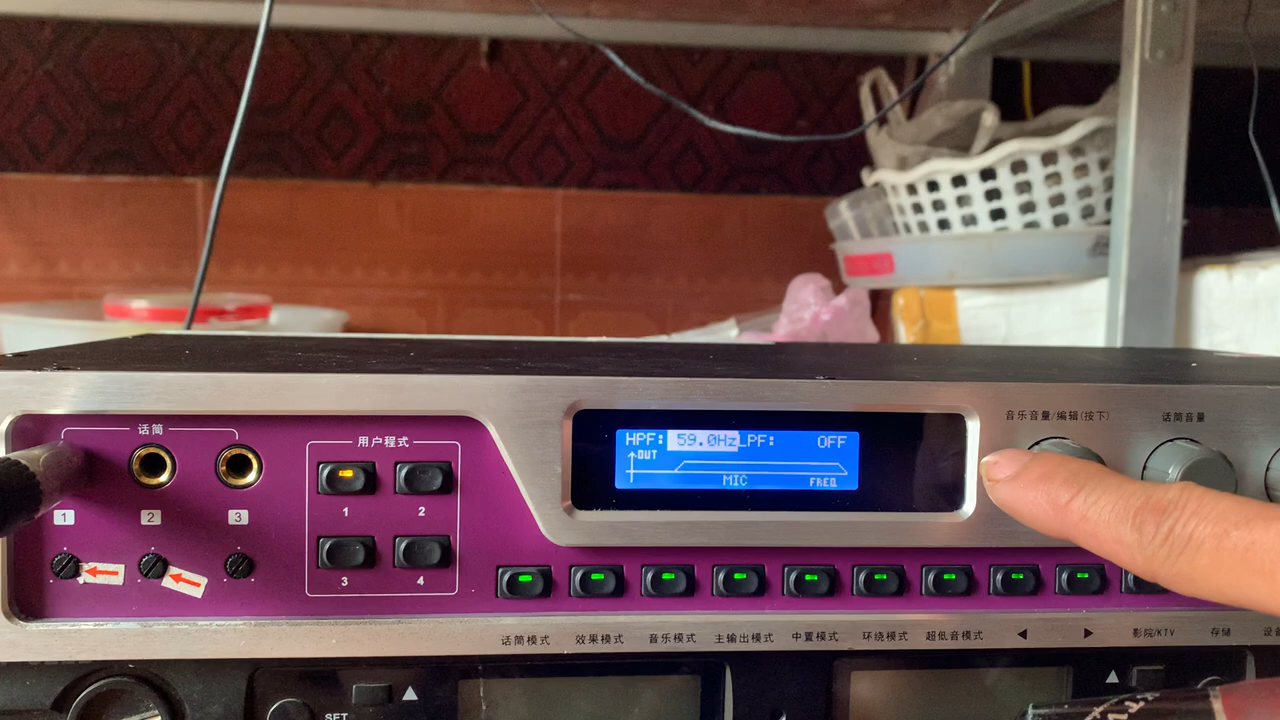 话筒
1
2
3
用户程式
1
2
3
4
HPF: 59.0Hz LPF: OFF
OUT
MIC
FREQ
音乐音量/编辑(按下)
话筒音量
话筒模式
效果模式
音乐模式
主输出模式
中置模式
环绕模式
超低音模式
◀
▶
影院/KTV
存储
SET